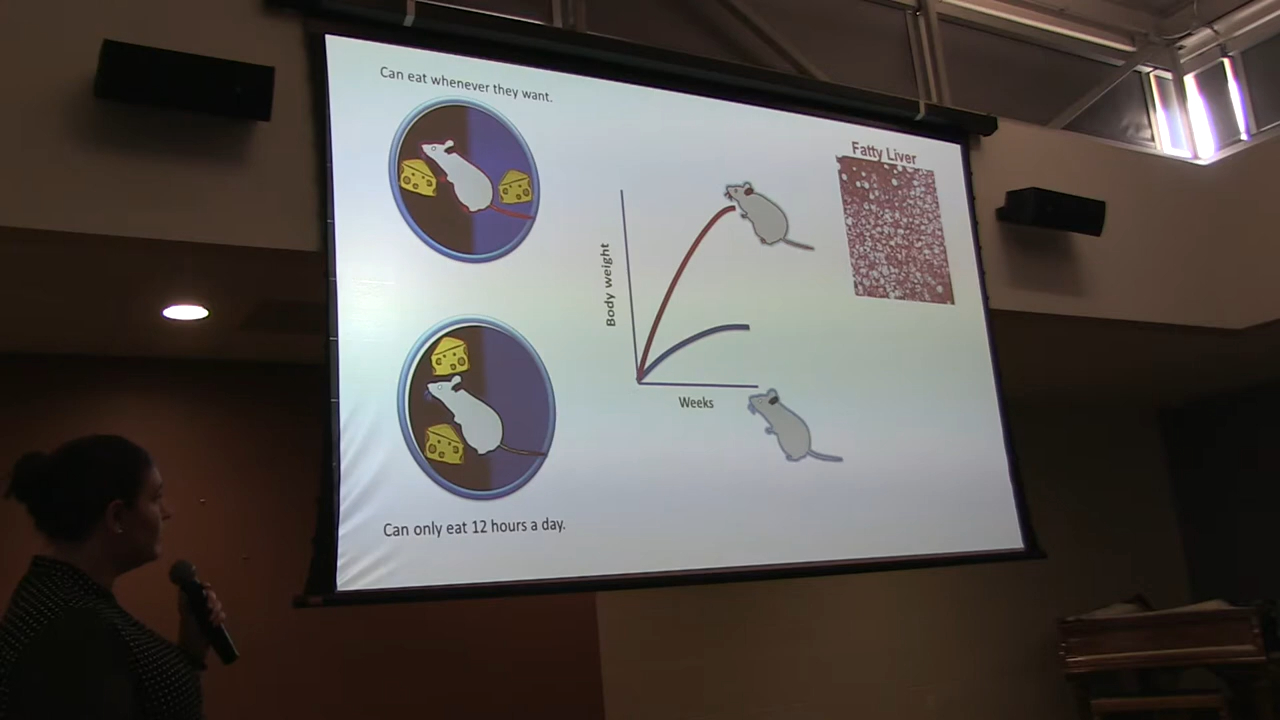 Can eat whenever they want.
Fatty Liver
Body weight
Weeks
Can only eat 12 hours a day.